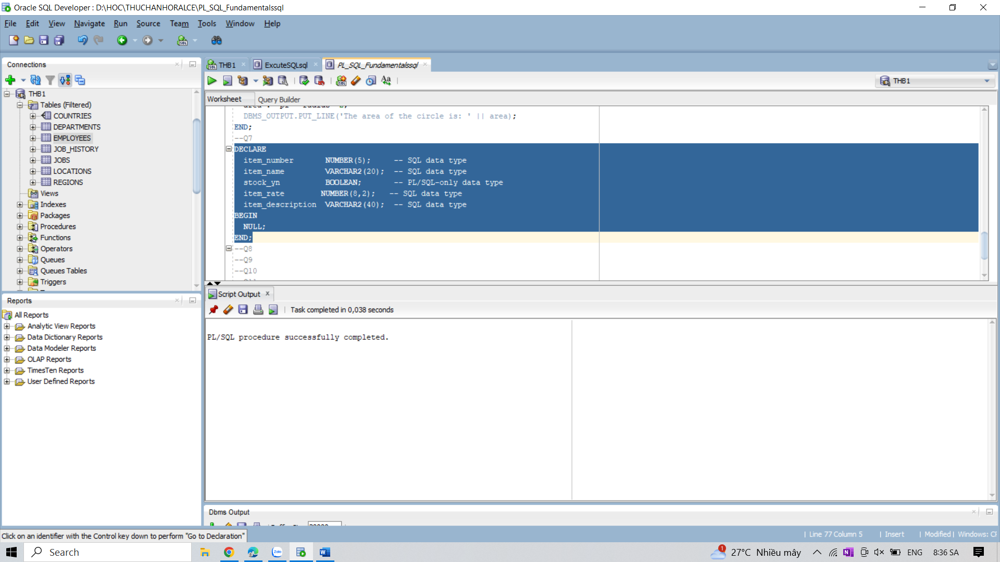 Oracle SQL Developer : D:\HOC\THUCHANHORALCE\PL_SQL_Fundamentalssql
File Edit View Navigate Run Source Team Tools Window Help
Connections
THB1
Tables (Filtered)
COUNTRIES
DEPARTMENTS
EMPLOYEES
JOB_HISTORY
JOBS
LOCATIONS
REGIONS
Views
Indexes
Packages
Procedures
Functions
Operators
Queues
Queues Tables
Triggers
Reports
All Reports
Analytic View Reports
Data Dictionary Reports
Data Modeler Reports
OLAP Reports
TimesTen Reports
User Defined Reports
THB1 ExcuteSQLsql PL_SQL_Fundamentalssql
THB1
Worksheet Query Builder
DBMS_OUTPUT.PUT_LINE('The area of the circle is: ' || area);
END;
--Q7
DECLARE
item_number NUMBER(5); -- SQL data type
item_name VARCHAR2(20); -- SQL data type
stock_yn BOOLEAN; -- PL/SQL-only data type
item_rate NUMBER(8,2); -- SQL data type
item_description VARCHAR2(40); -- SQL data type
BEGIN
NULL;
END;
--Q8
--Q9
--Q10
Script Output
Task completed in 0,038 seconds
PL/SQL procedure successfully completed.
Dbms Output
Click on an identifier with the Control key down to perform "Go to Declaration"
Line 77 Column 5 | Insert | Modified | Windows: CF
Search
Zalo
1
27°C Nhiều mây
ENG
8:36 SA